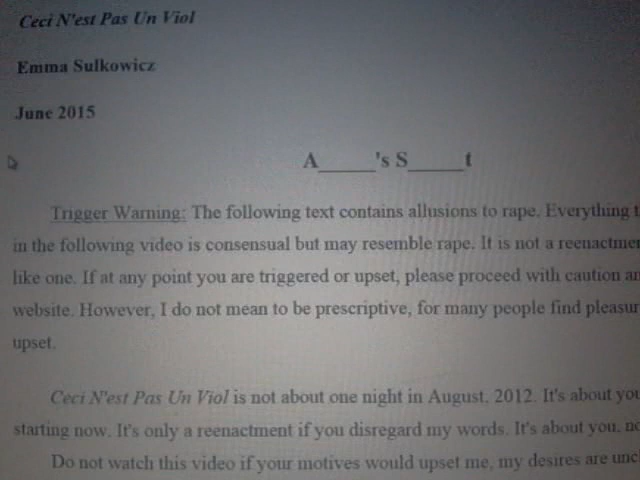 Ceci N'est Pas Un Viol
Emma Sulkowicz
June 2015
A_____'s S_____t
Trigger Warning: The following text contains allusions to rape. Everything
in the following video is consensual but may resemble rape. It is not a
like one. If at any point you are triggered or upset, please proceed with caution
website. However, I do not mean to be prescriptive, for many people find
upset.
Ceci N'est Pas Un Viol is not about one night in August, 2012. It's about
starting now. It's only a reenactment if you disregard my words. It's about you,
Do not watch this video if your motives would upset me, my desires are